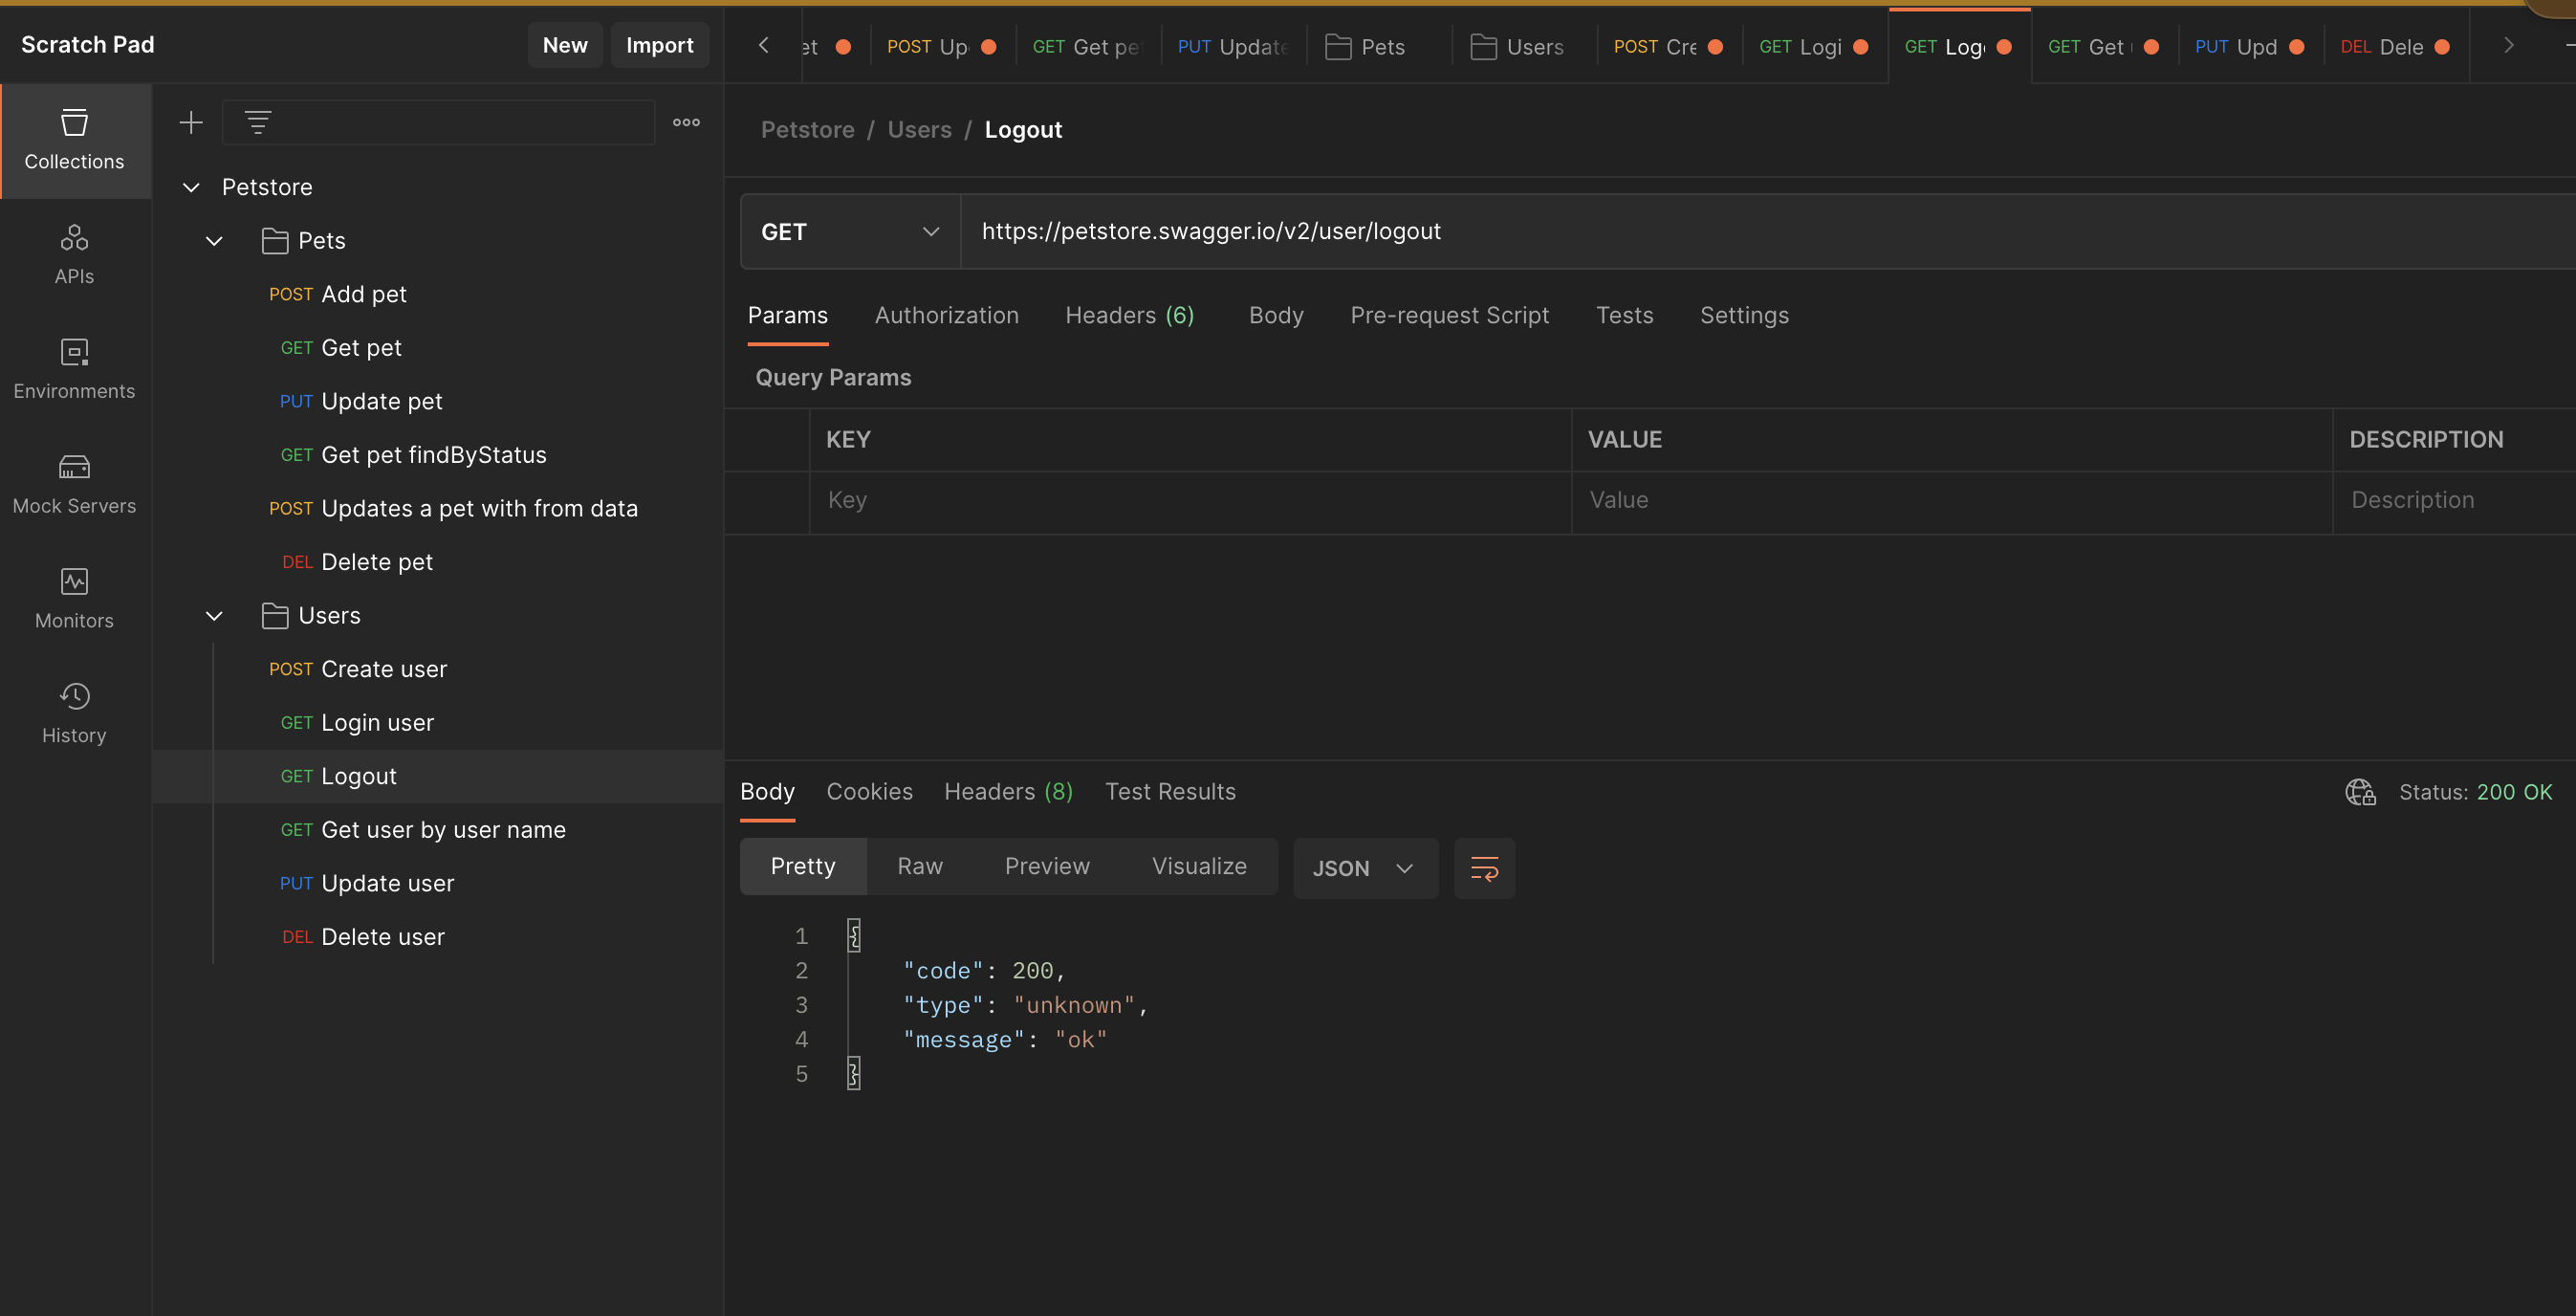 Scratch Pad
New
Import
et
POST Up
GET Get pe
PUT Update
Pets
Users
POST Cre
GET Logi
GET Log
GET Get
PUT Upd
DEL Dele
Collections
APIs
Environments
Mock Servers
Monitors
History
Petstore
Pets
POST Add pet
GET Get pet
PUT Update pet
GET Get pet findByStatus
POST Updates a pet with from data
DEL Delete pet
Users
POST Create user
GET Login user
GET Logout
GET Get user by user name
PUT Update user
DEL Delete user
Petstore / Users / Logout
GET
https://petstore.swagger.io/v2/user/logout
Params Authorization Headers (6) Body Pre-request Script Tests Settings
Query Params
KEY VALUE DESCRIPTION
Key Value Description
Body Cookies Headers (8) Test Results
Status: 200 OK
Pretty Raw Preview Visualize JSON
1 {
2 "code": 200,
3 "type": "unknown",
4 "message": "ok"
5 }